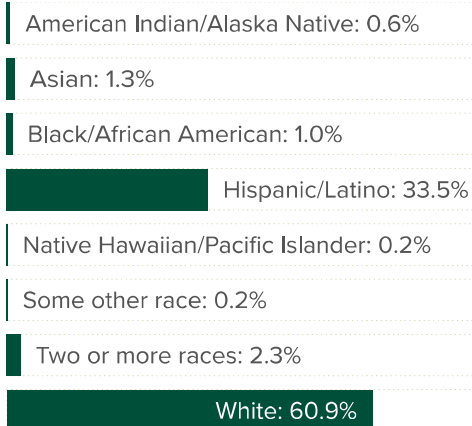 American Indian/Alaska Native: 0.6%
Asian: 1.3%
Black/African American: 1.0%
Hispanic/Latino: 33.5%
Native Hawaiian/Pacific Islander: 0.2%
Some other race: 0.2%
Two or more races: 2.3%
White: 60.9%